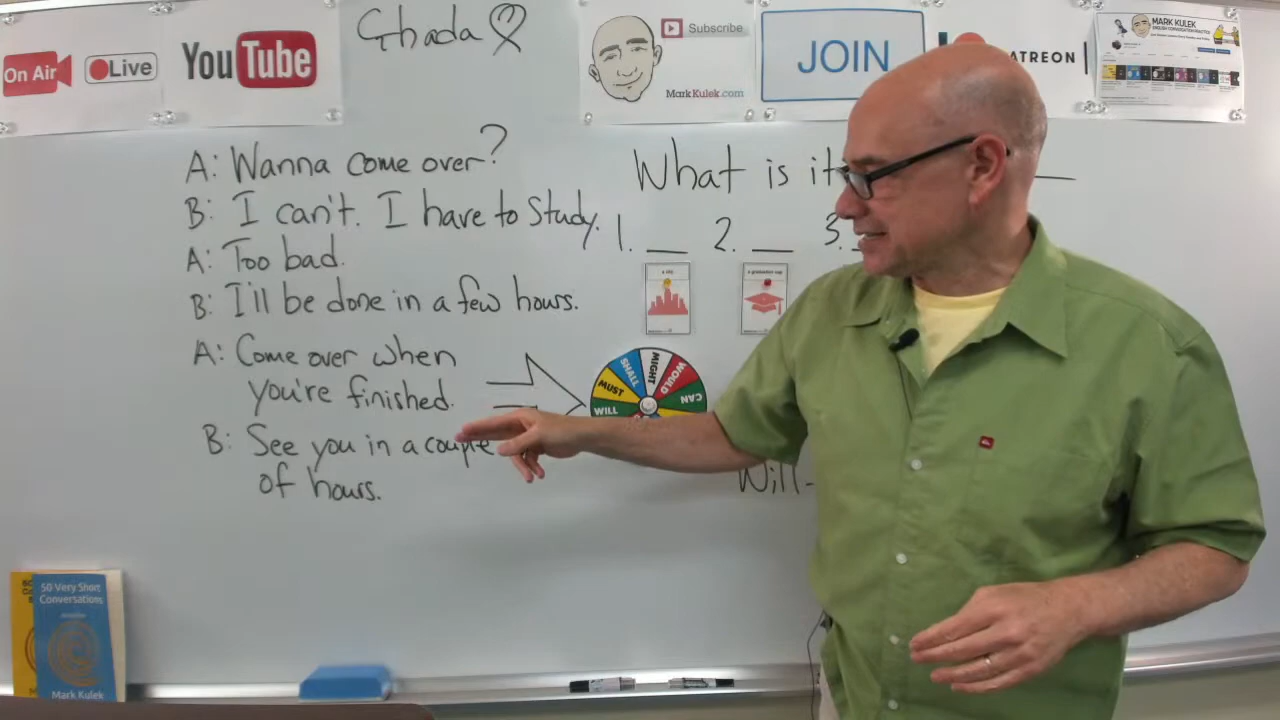 On Air
Live
YouTube
Ghada
Subscribe
MarkKulek.com
JOIN
ATREON
MARK KULEK
A: Wanna come over?
B: I can't. I have to study.
A: Too bad.
B: I'll be done in a few hours.
A: Come over when
you're finished.
B: See you in a couple
of hours.
What is it
1. __ 2. __ 3.
a city
a graduation cap
WILL
MUST
SHALL
MIGHT
WOULD
CAN
Will
50 Very Short
Conversations
Mark Kulek